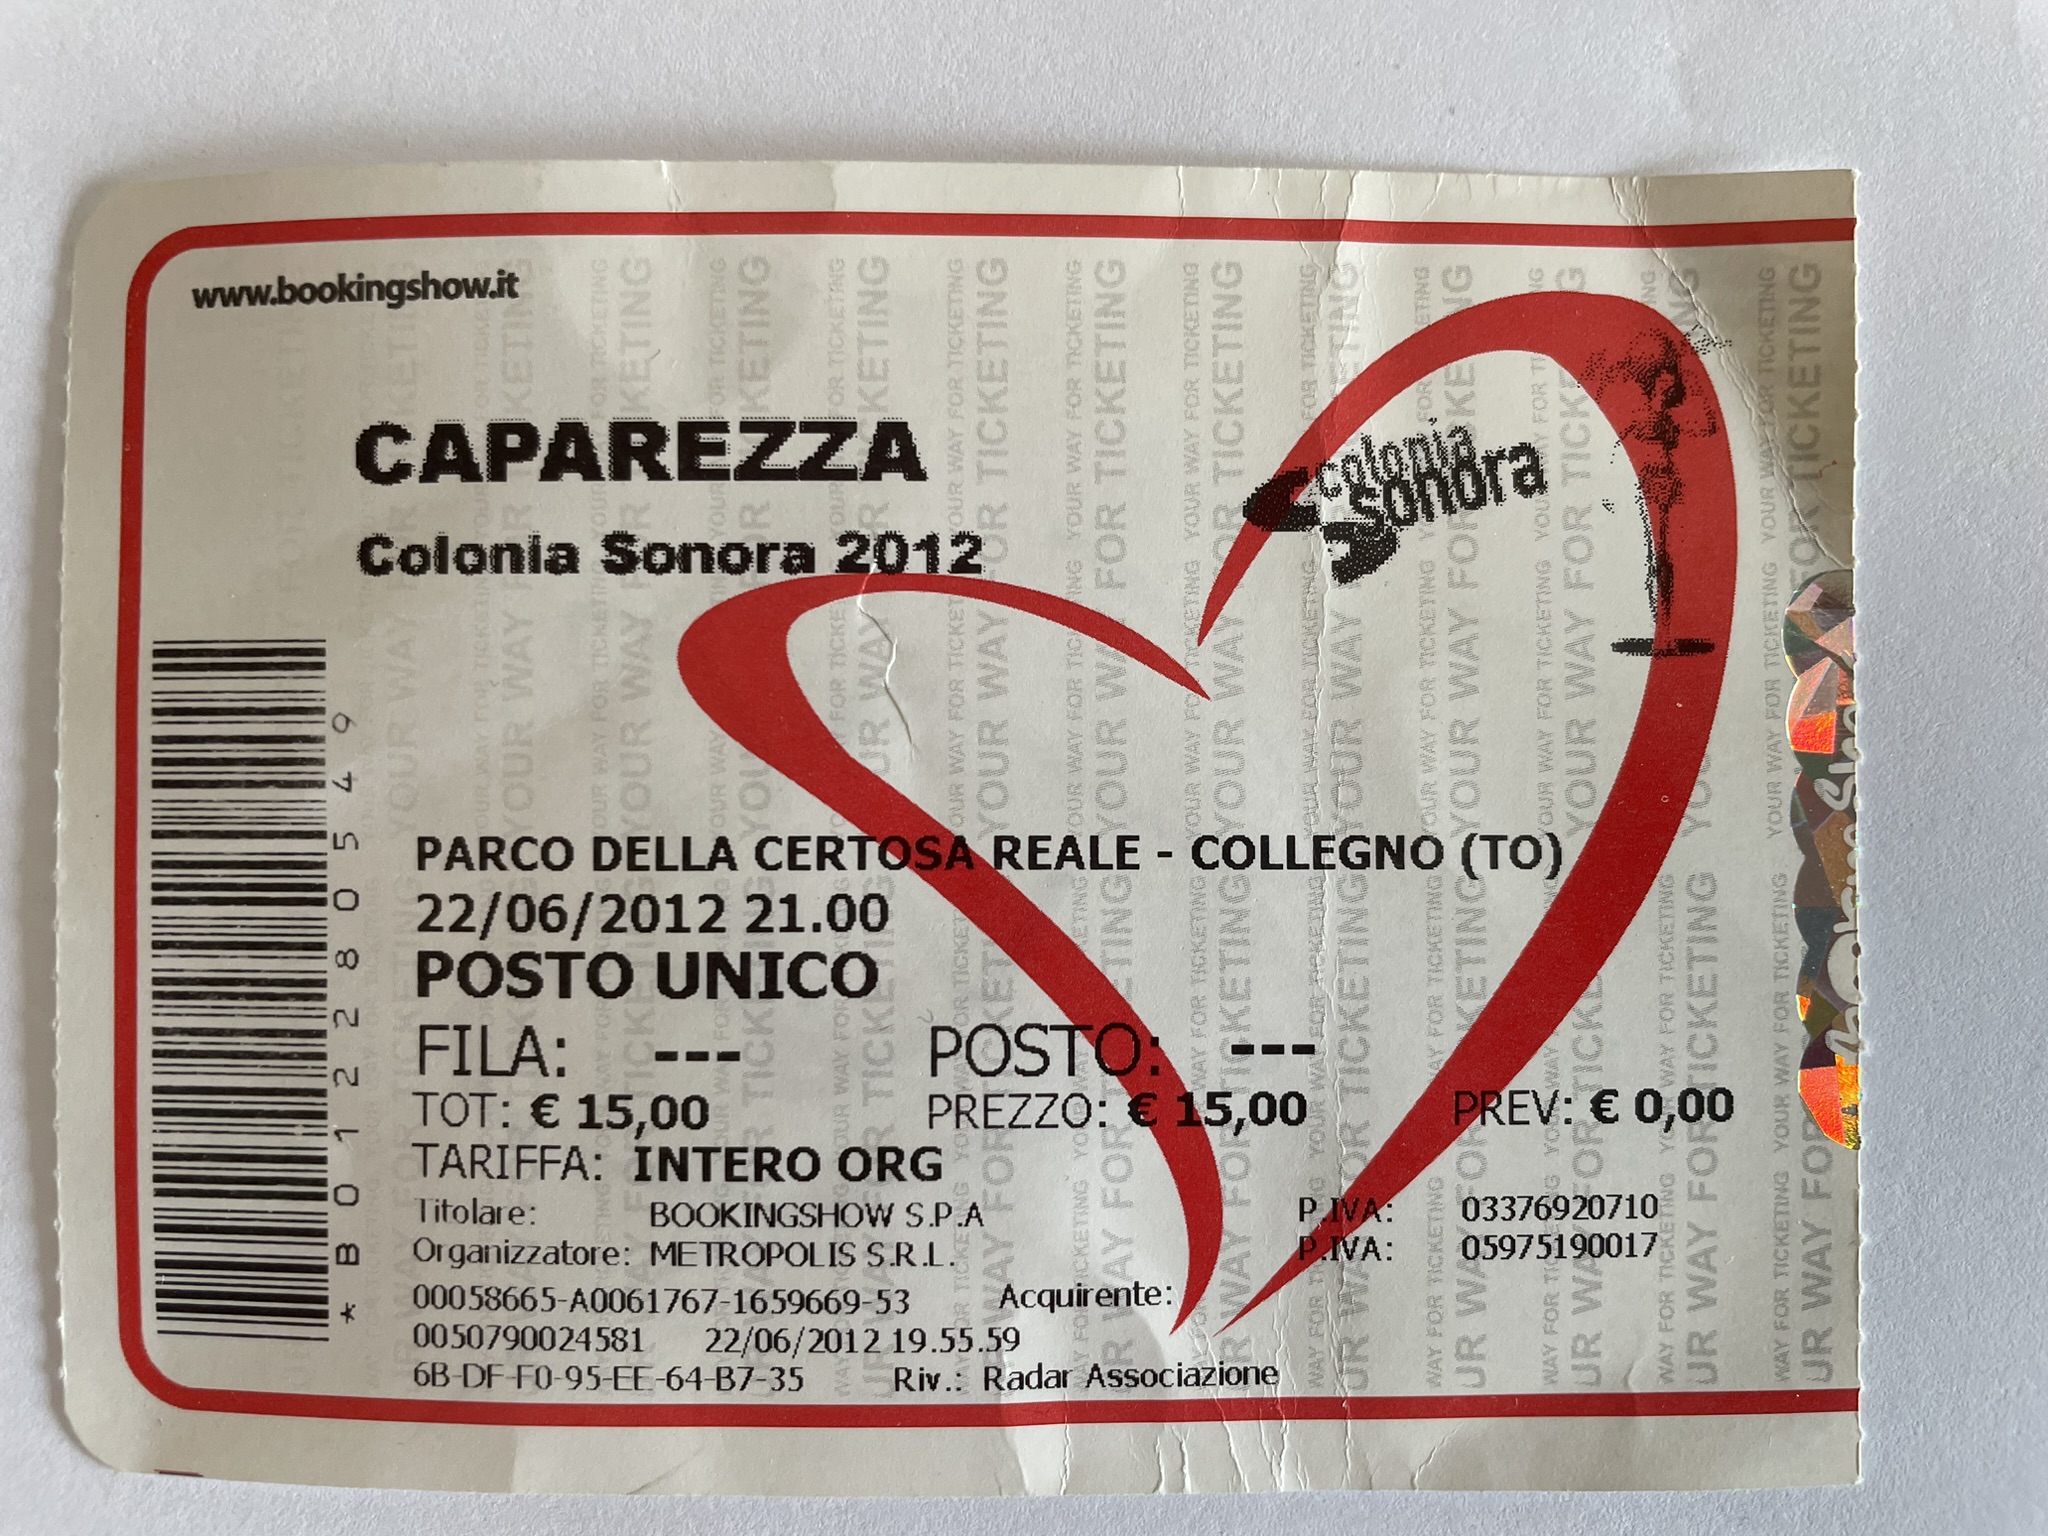 www.bookingshow.it
CAPAREZZA
Colonia Sonora 2012
colonia
Sonora
PARCO DELLA CERTOSA REALE - COLLEGNO (TO)
22/06/2012 21.00
POSTO UNICO
FILA: --- POSTO: ---
TOT: € 15,00 PREZZO: € 15,00 PREV: € 0,00
TARIFFA: INTERO ORG
Titolare: BOOKINGSHOW S.P.A P.IVA: 03376920710
Organizzatore: METROPOLIS S.R.L. P.IVA: 05975190017
00058665-A0061767-1659669-53 Acquirente:
0050790024581 22/06/2012 19.55.59
6B-DF-F0-95-EE-64-B7-35 Riv.: Radar Associazione
*B012280549
YOUR WAY FOR TICKETING